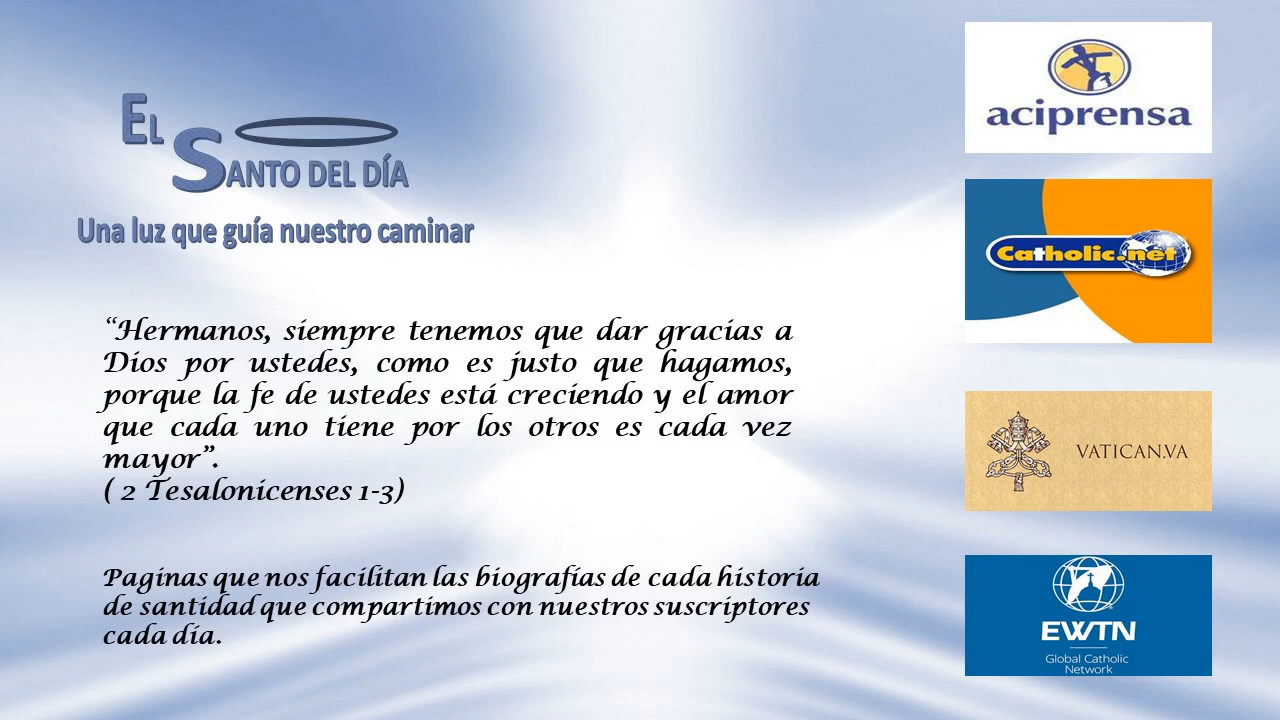 EL
SANTO DEL DÍA
Una luz que guía nuestro caminar
“Hermanos, siempre tenemos que dar gracias a
Dios por ustedes, como es justo que hagamos,
porque la fe de ustedes está creciendo y el amor
que cada uno tiene por los otros es cada vez
mayor”.
( 2 Tesalonicenses 1-3)
Paginas que nos facilitan las biografías de cada historia
de santidad que compartimos con nuestros suscriptores
cada día.
aciprensa
Catholic.net
VATICAN.VA
EWTN
Global Catholic
Network